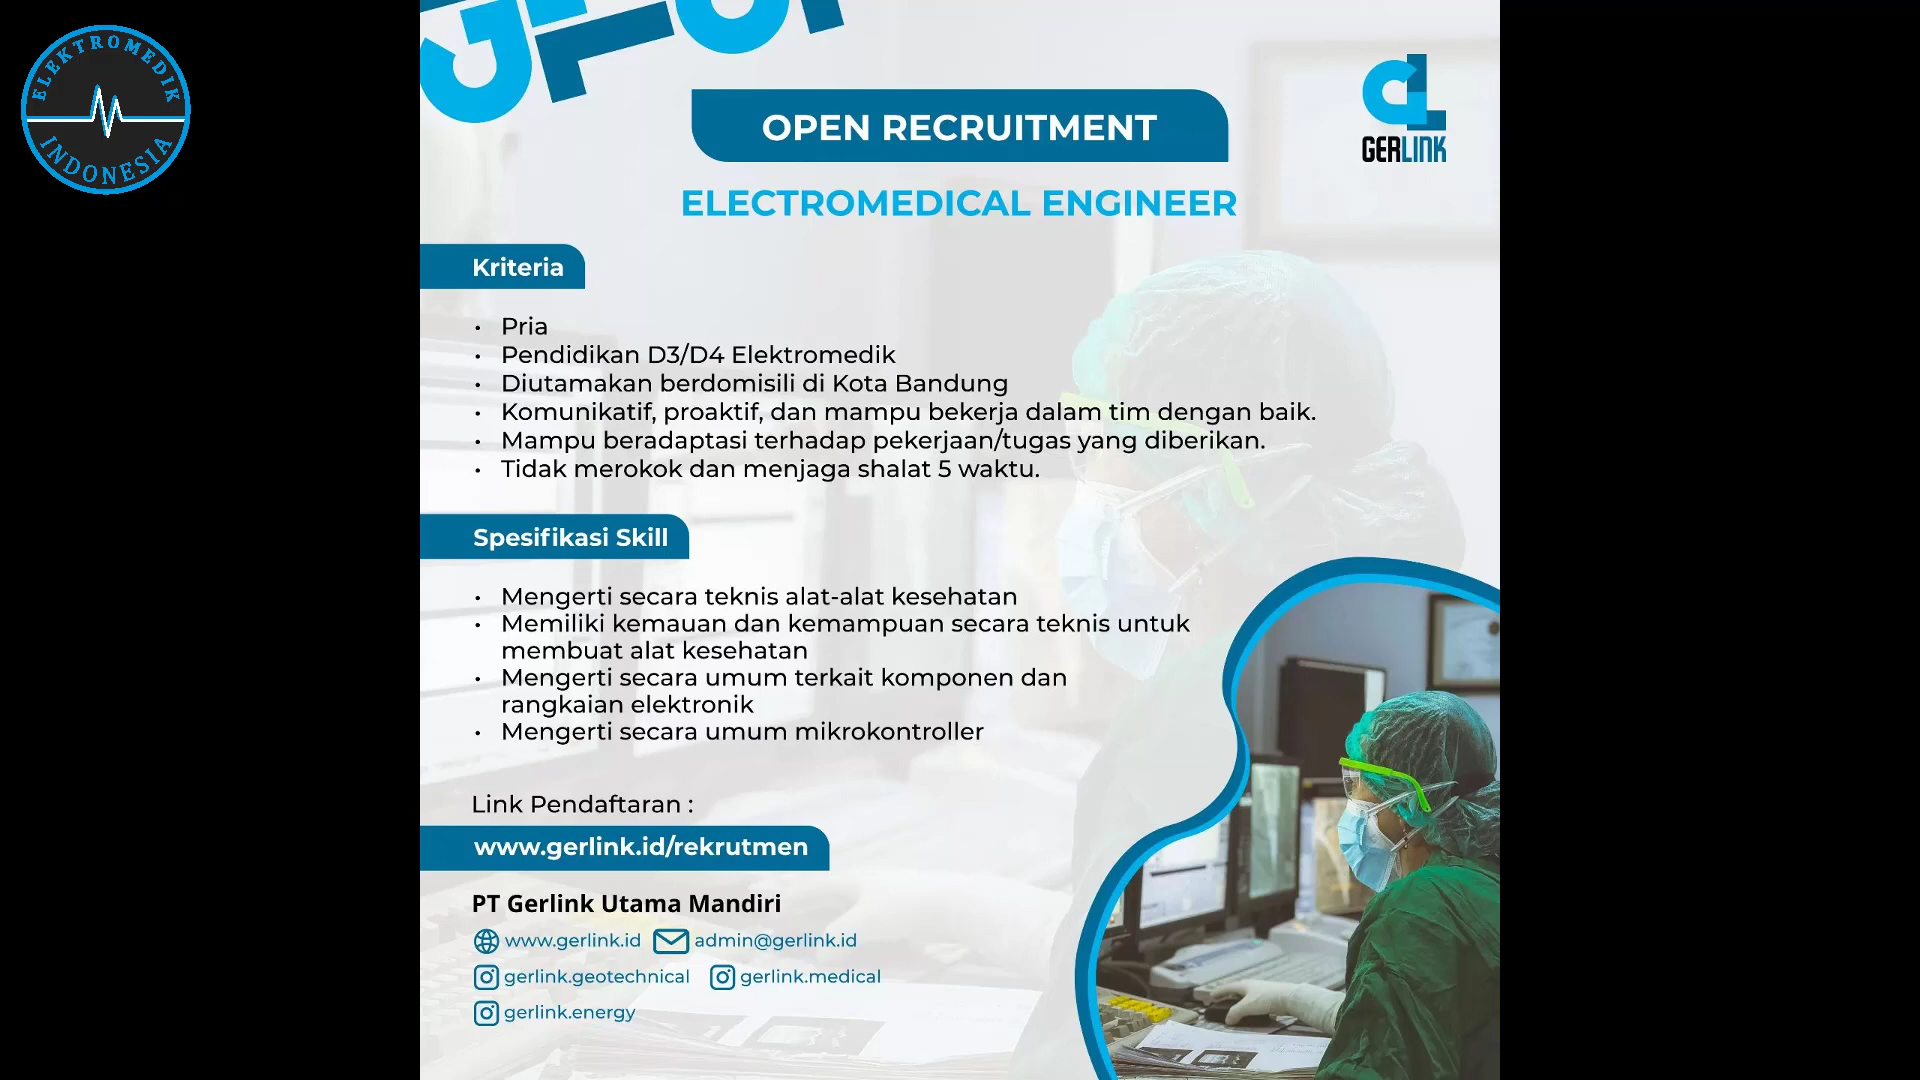 ELEKTROMEDIK
INDONESIA
OPEN RECRUITMENT
GERLINK
ELECTROMEDICAL ENGINEER
Kriteria
• Pria
• Pendidikan D3/D4 Elektromedik
• Diutamakan berdomisili di Kota Bandung
• Komunikatif, proaktif, dan mampu bekerja dalam tim dengan baik.
• Mampu beradaptasi terhadap pekerjaan/tugas yang diberikan.
• Tidak merokok dan menjaga shalat 5 waktu.
Spesifikasi Skill
• Mengerti secara teknis alat-alat kesehatan
• Memiliki kemauan dan kemampuan secara teknis untuk
membuat alat kesehatan
• Mengerti secara umum terkait komponen dan
rangkaian elektronik
• Mengerti secara umum mikrokontroller
Link Pendaftaran :
www.gerlink.id/rekrutmen
PT Gerlink Utama Mandiri
www.gerlink.id admin@gerlink.id
gerlink.geotechnical gerlink.medical
gerlink.energy